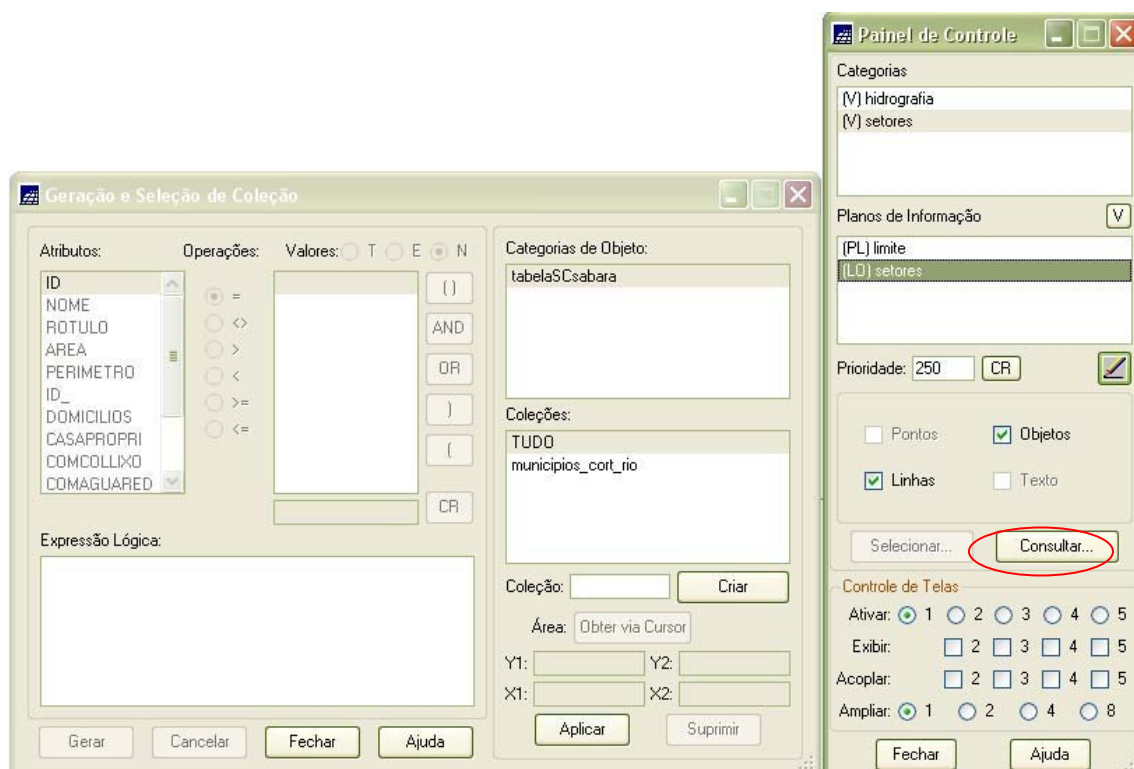 Geração e Seleção de Coleção
Atributos: Operações: Valores: T E N
ID
NOME
ROTULO
AREA
PERIMETRO
ID_
DOMICILIOS
CASAPROPRI
COMCOLLIXO
COMAGUARED
=
<>
>
<
>=
<=
( )
AND
OR
)
(
CR
Expressão Lógica:
Gerar Cancelar Fechar Ajuda
Categorias de Objeto:
tabelaSCsabara
Coleções:
TUDO
municipios_cort_rio
Coleção: Criar
Área: Obter via Cursor
Y1: Y2:
X1: X2:
Aplicar Suprimir
Painel de Controle
Categorias
(V) hidrografia
(V) setores
Planos de Informação V
(PL) limite
(LO) setores
Prioridade: 250 CR
Pontos Objetos
Linhas Texto
Selecionar... Consultar...
Controle de Telas
Ativar: 1 2 3 4 5
Exibir: 2 3 4 5
Acoplar: 2 3 4 5
Ampliar: 1 2 4 8
Fechar Ajuda